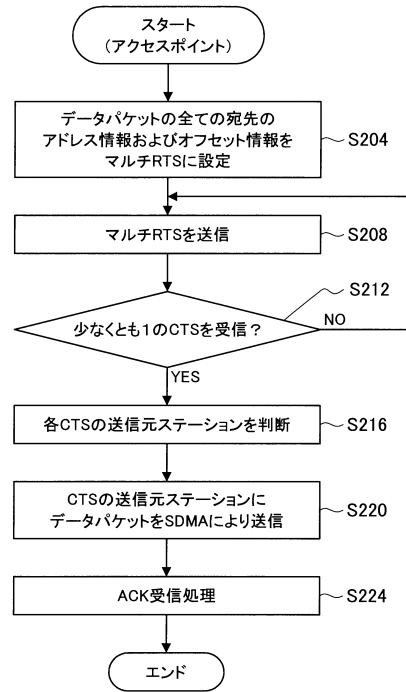 スタート
(アクセスポイント)
データパケットの全ての宛先の
アドレス情報およびオフセット情報を
マルチRTSに設定
S204
マルチRTSを送信
S208
S212
少なくとも1のCTSを受信?
NO
YES
各CTSの送信元ステーションを判断
S216
CTSの送信元ステーションに
データパケットをSDMAにより送信
S220
ACK受信処理
S224
エンド